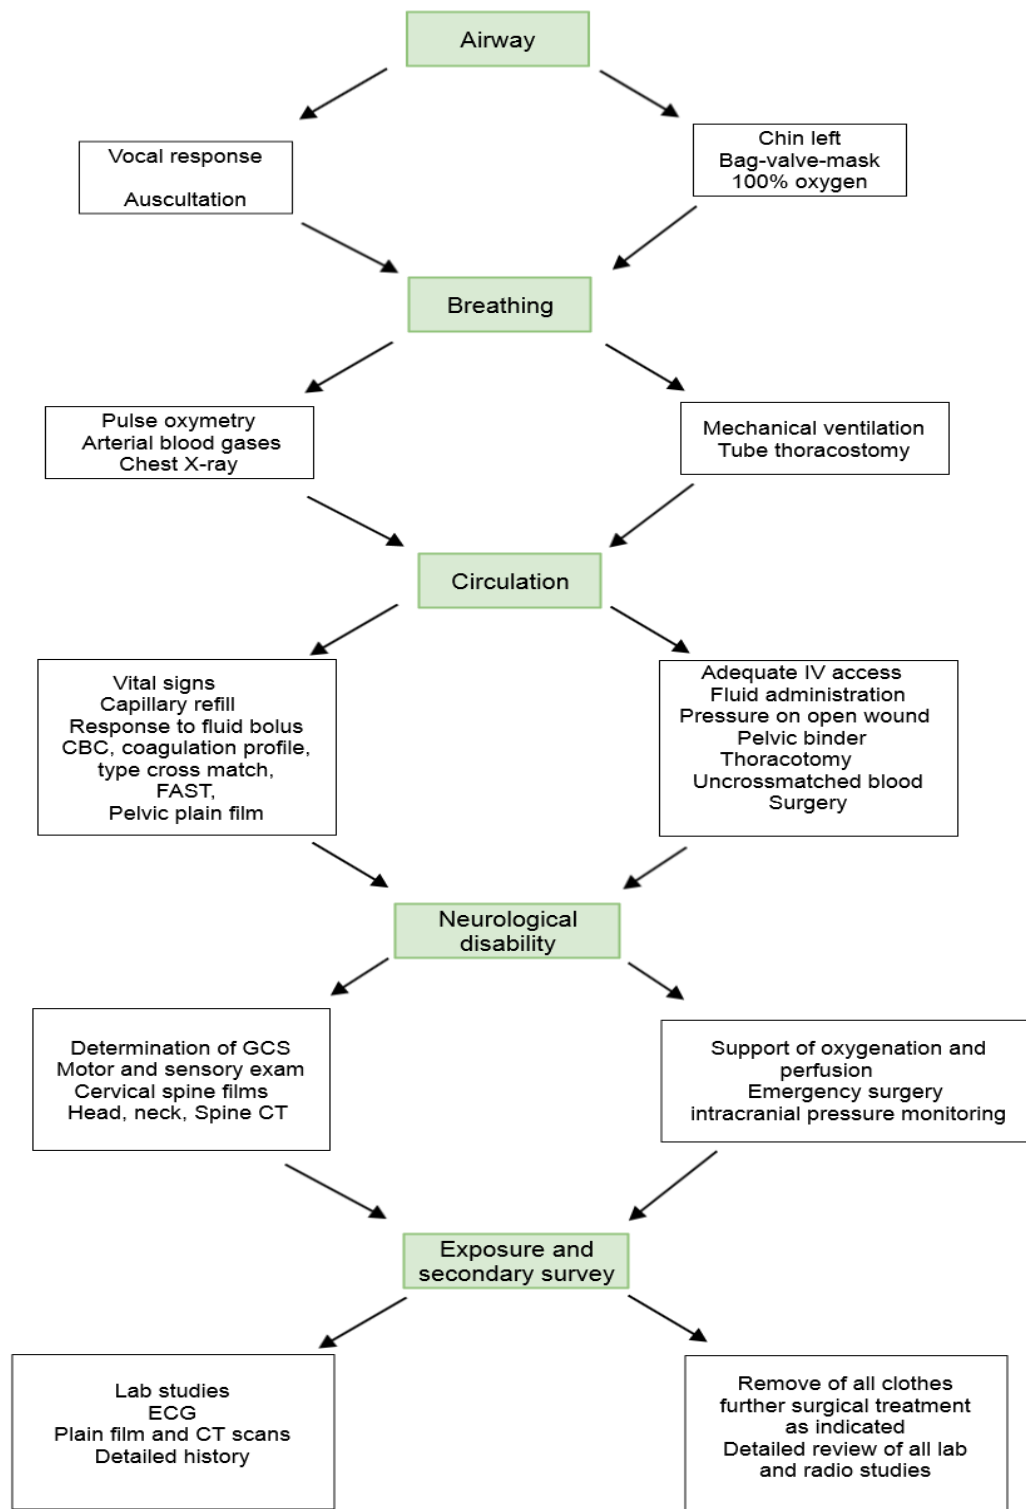 Airway
Vocal response
Auscultation
Chin left
Bag-valve-mask
100% oxygen
Breathing
Pulse oxymetry
Arterial blood gases
Chest X-ray
Mechanical ventilation
Tube thoracostomy
Circulation
Vital signs
Capillary refill
Response to fluid bolus
CBC, coagulation profile,
type cross match,
FAST,
Pelvic plain film
Adequate IV access
Fluid administration
Pressure on open wound
Pelvic binder
Thoracotomy
Uncrossmatched blood
Surgery
Neurological
disability
Determination of GCS
Motor and sensory exam
Cervical spine films
Head, neck, Spine CT
Support of oxygenation and
perfusion
Emergency surgery
intracranial pressure monitoring
Exposure and
secondary survey
Lab studies
ECG
Plain film and CT scans
Detailed history
Remove of all clothes
further surgical treatment
as indicated
Detailed review of all lab
and radio studies